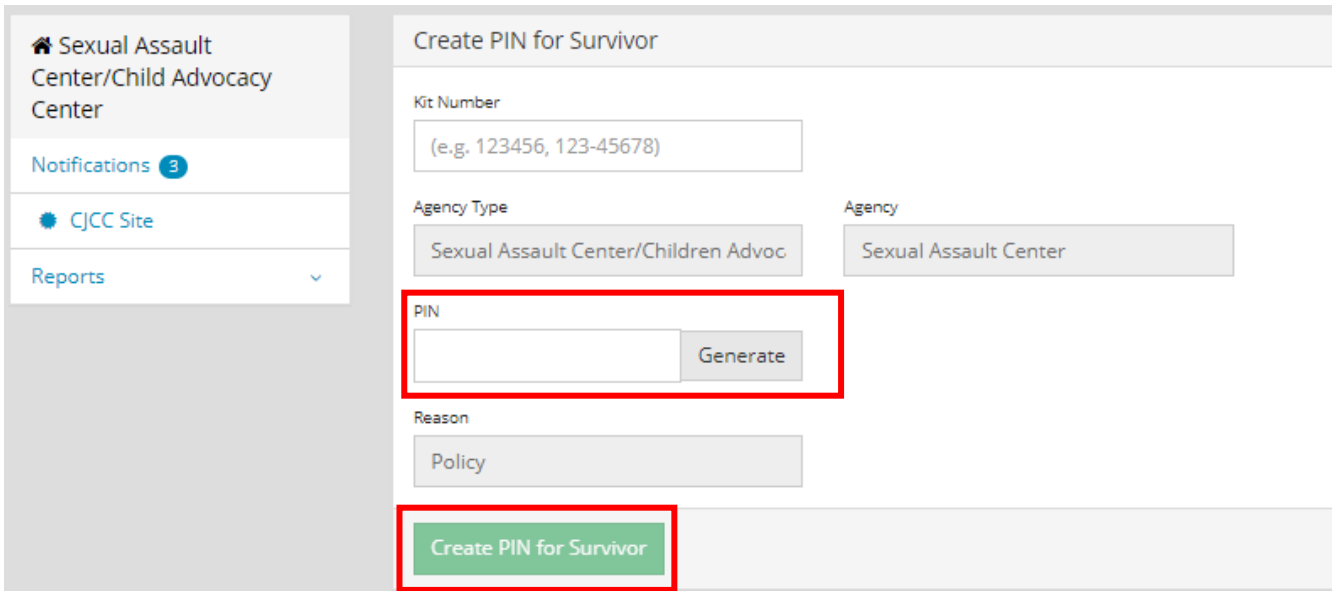 Sexual Assault
Center/Child Advocacy
Center
Notifications 3
CJCC Site
Reports
Create PIN for Survivor
Kit Number
(e.g. 123456, 123-45678)
Agency Type
Agency
Sexual Assault Center/Children Advoc
Sexual Assault Center
PIN
Generate
Reason
Policy
Create PIN for Survivor